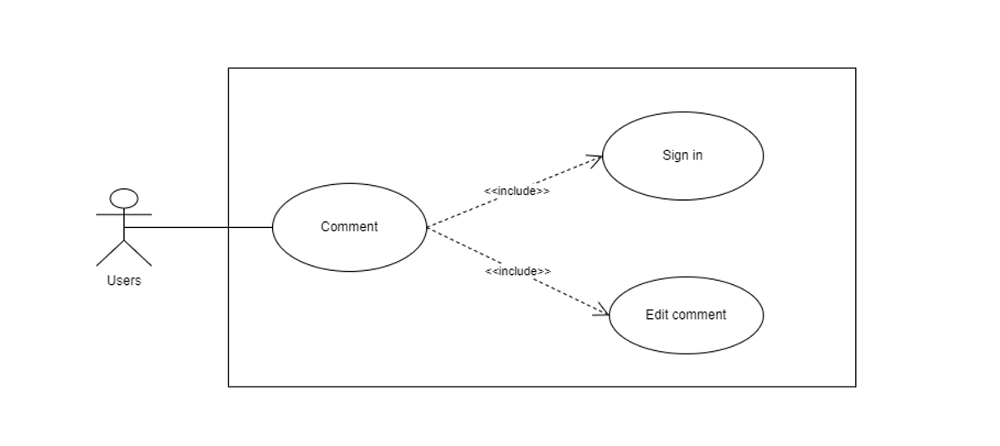 Sign in
<<include>>
Comment
<<include>>
Users
Edit comment